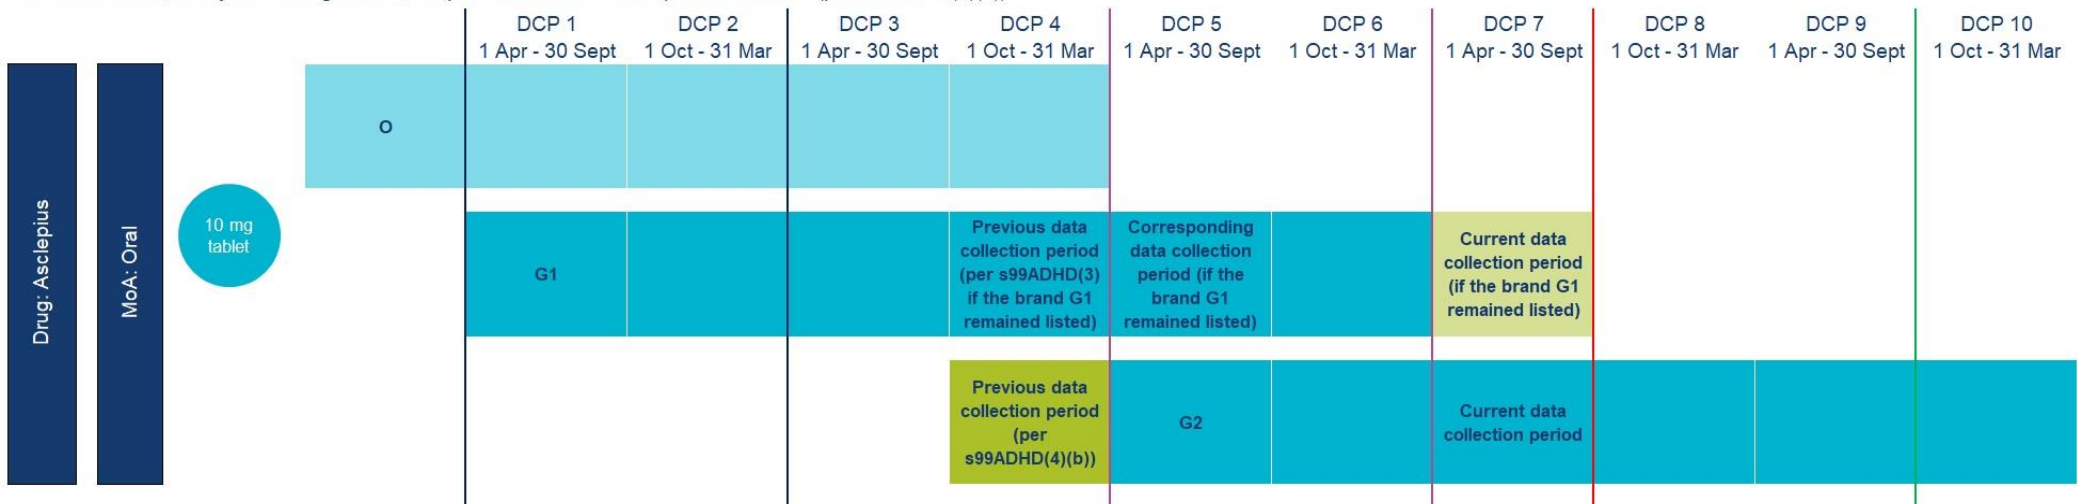 DCP 1
1 Apr - 30 Sept
DCP 2
1 Oct - 31 Mar
DCP 3
1 Apr - 30 Sept
DCP 4
1 Oct - 31 Mar
DCP 5
1 Apr - 30 Sept
DCP 6
1 Oct - 31 Mar
DCP 7
1 Apr - 30 Sept
DCP 8
1 Oct - 31 Mar
DCP 9
1 Apr - 30 Sept
DCP 10
1 Oct - 31 Mar
Drug: Asclepius
MoA: Oral
10 mg
tablet
O
G1
Previous data
collection period
(per s99ADHD(3)
if the brand G1
remained listed)
Corresponding
data collection
period (if the
brand G1
remained listed)
Current data
collection period
(if the brand G1
remained listed)
Previous data
collection period
(per
s99ADHD(4)(b))
G2
Current data
collection period